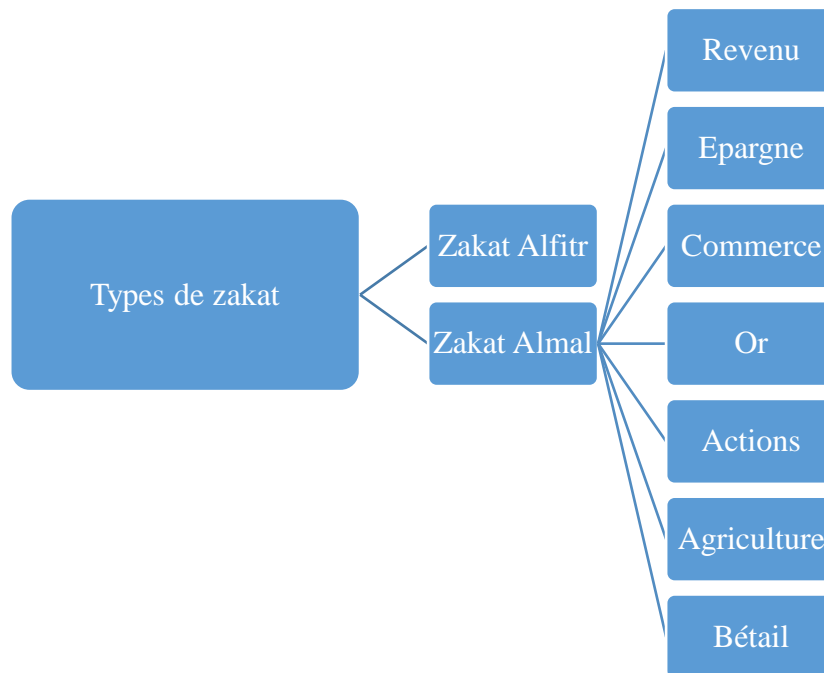 Types de zakat
Zakat Alfitr
Zakat Almal
Revenu
Epargne
Commerce
Or
Actions
Agriculture
Bétail